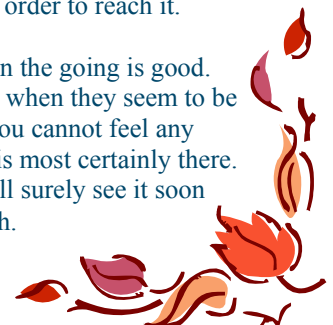 order to reach it.
n the going is good.
when they seem to be
ou cannot feel any
is most certainly there.
ll surely see it soon
h.